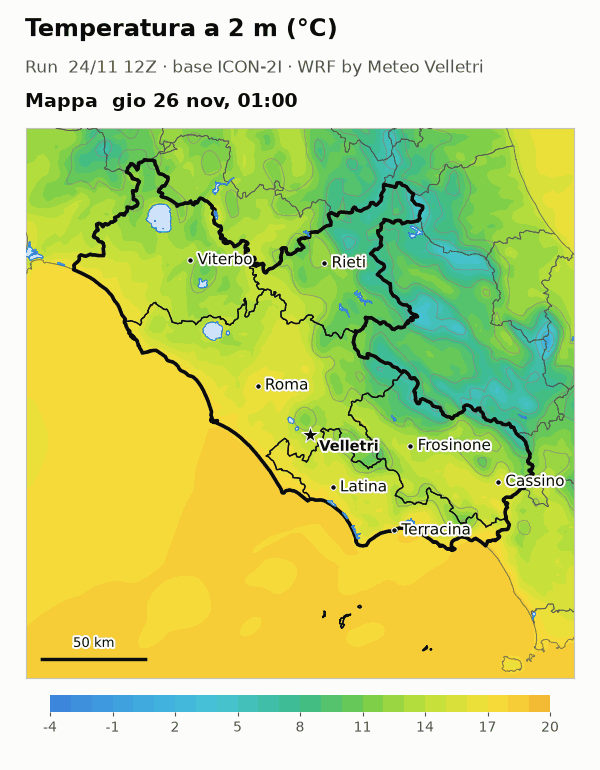 Temperatura a 2 m (°C)
Run  24/11 12Z · base ICON-2I · WRF by Meteo Velletri
Mappa  gio 26 nov, 01:00
Viterbo
Rieti
Roma
Velletri
Frosinone
Cassino
Latina
Terracina
50 km
-4 -1 2 5 8 11 14 17 20